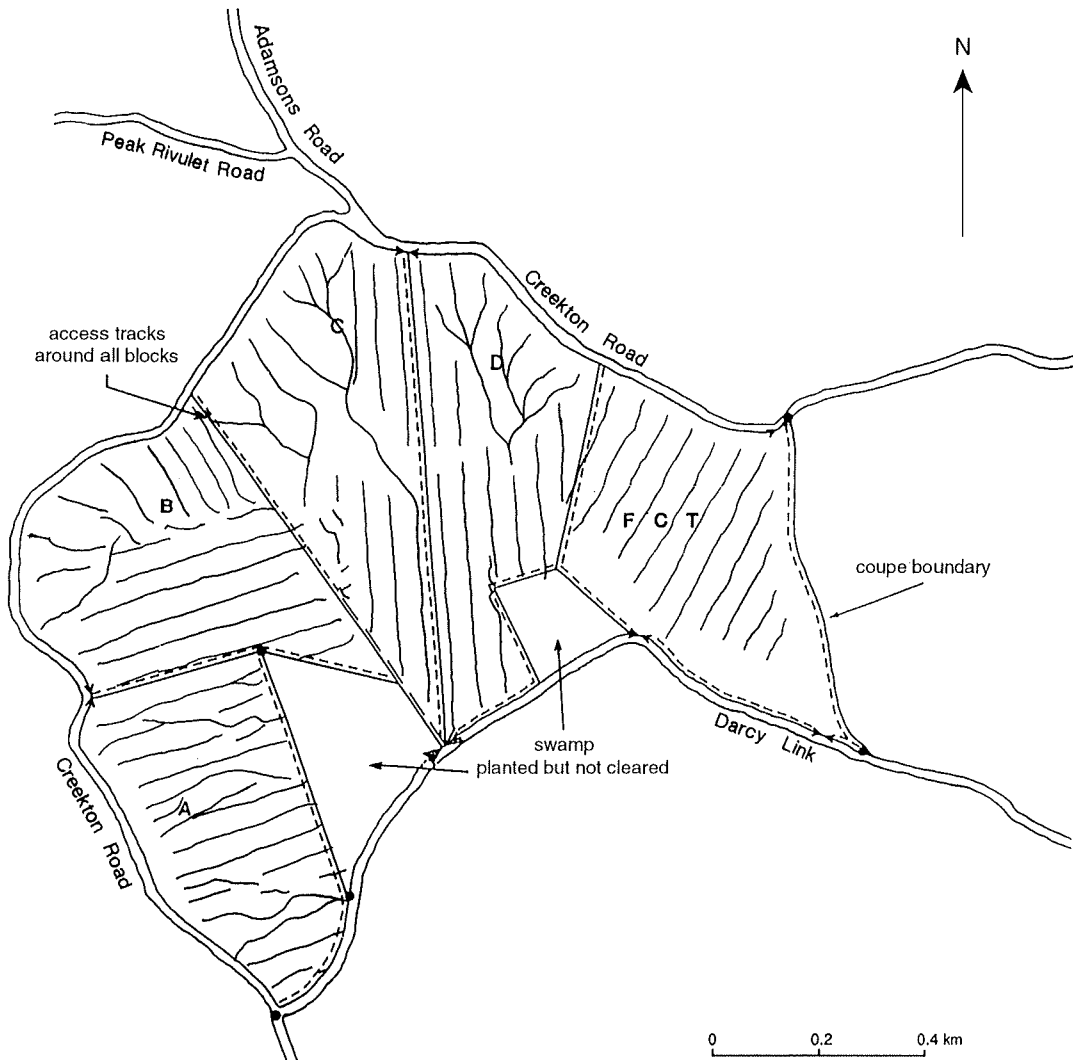 N
Adamsons Road
Peak Rivulet Road
Creekton Road
access tracks
around all blocks
C
D
B
F C T
coupe boundary
swamp
planted but not cleared
Darcy Link
A
Creekton Road
0 0.2 0.4 km